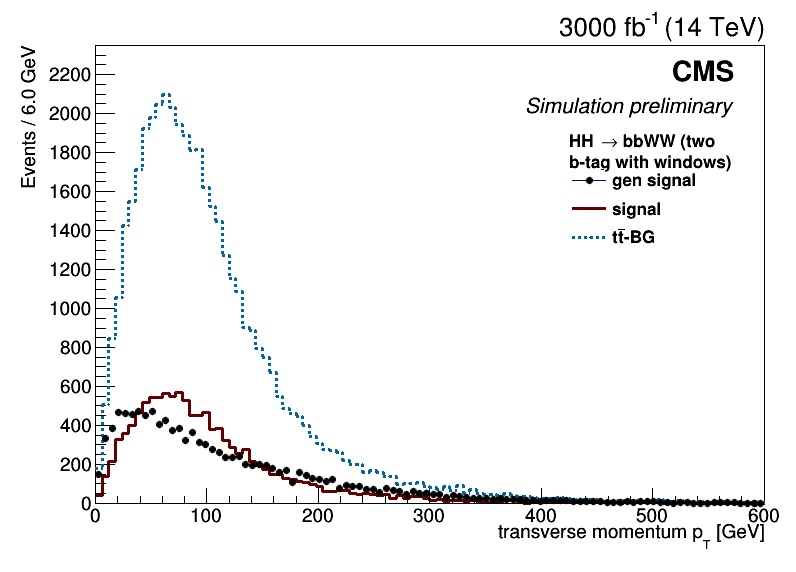 3000 fb⁻¹ (14 TeV)
CMS
Simulation preliminary
HH → bbWW (two
b-tag with windows)
gen signal
signal
tt̄-BG
Events / 6.0 GeV
2200
2000
1800
1600
1400
1200
1000
800
600
400
200
0
0 100 200 300 400 500 600
transverse momentum p_T [GeV]